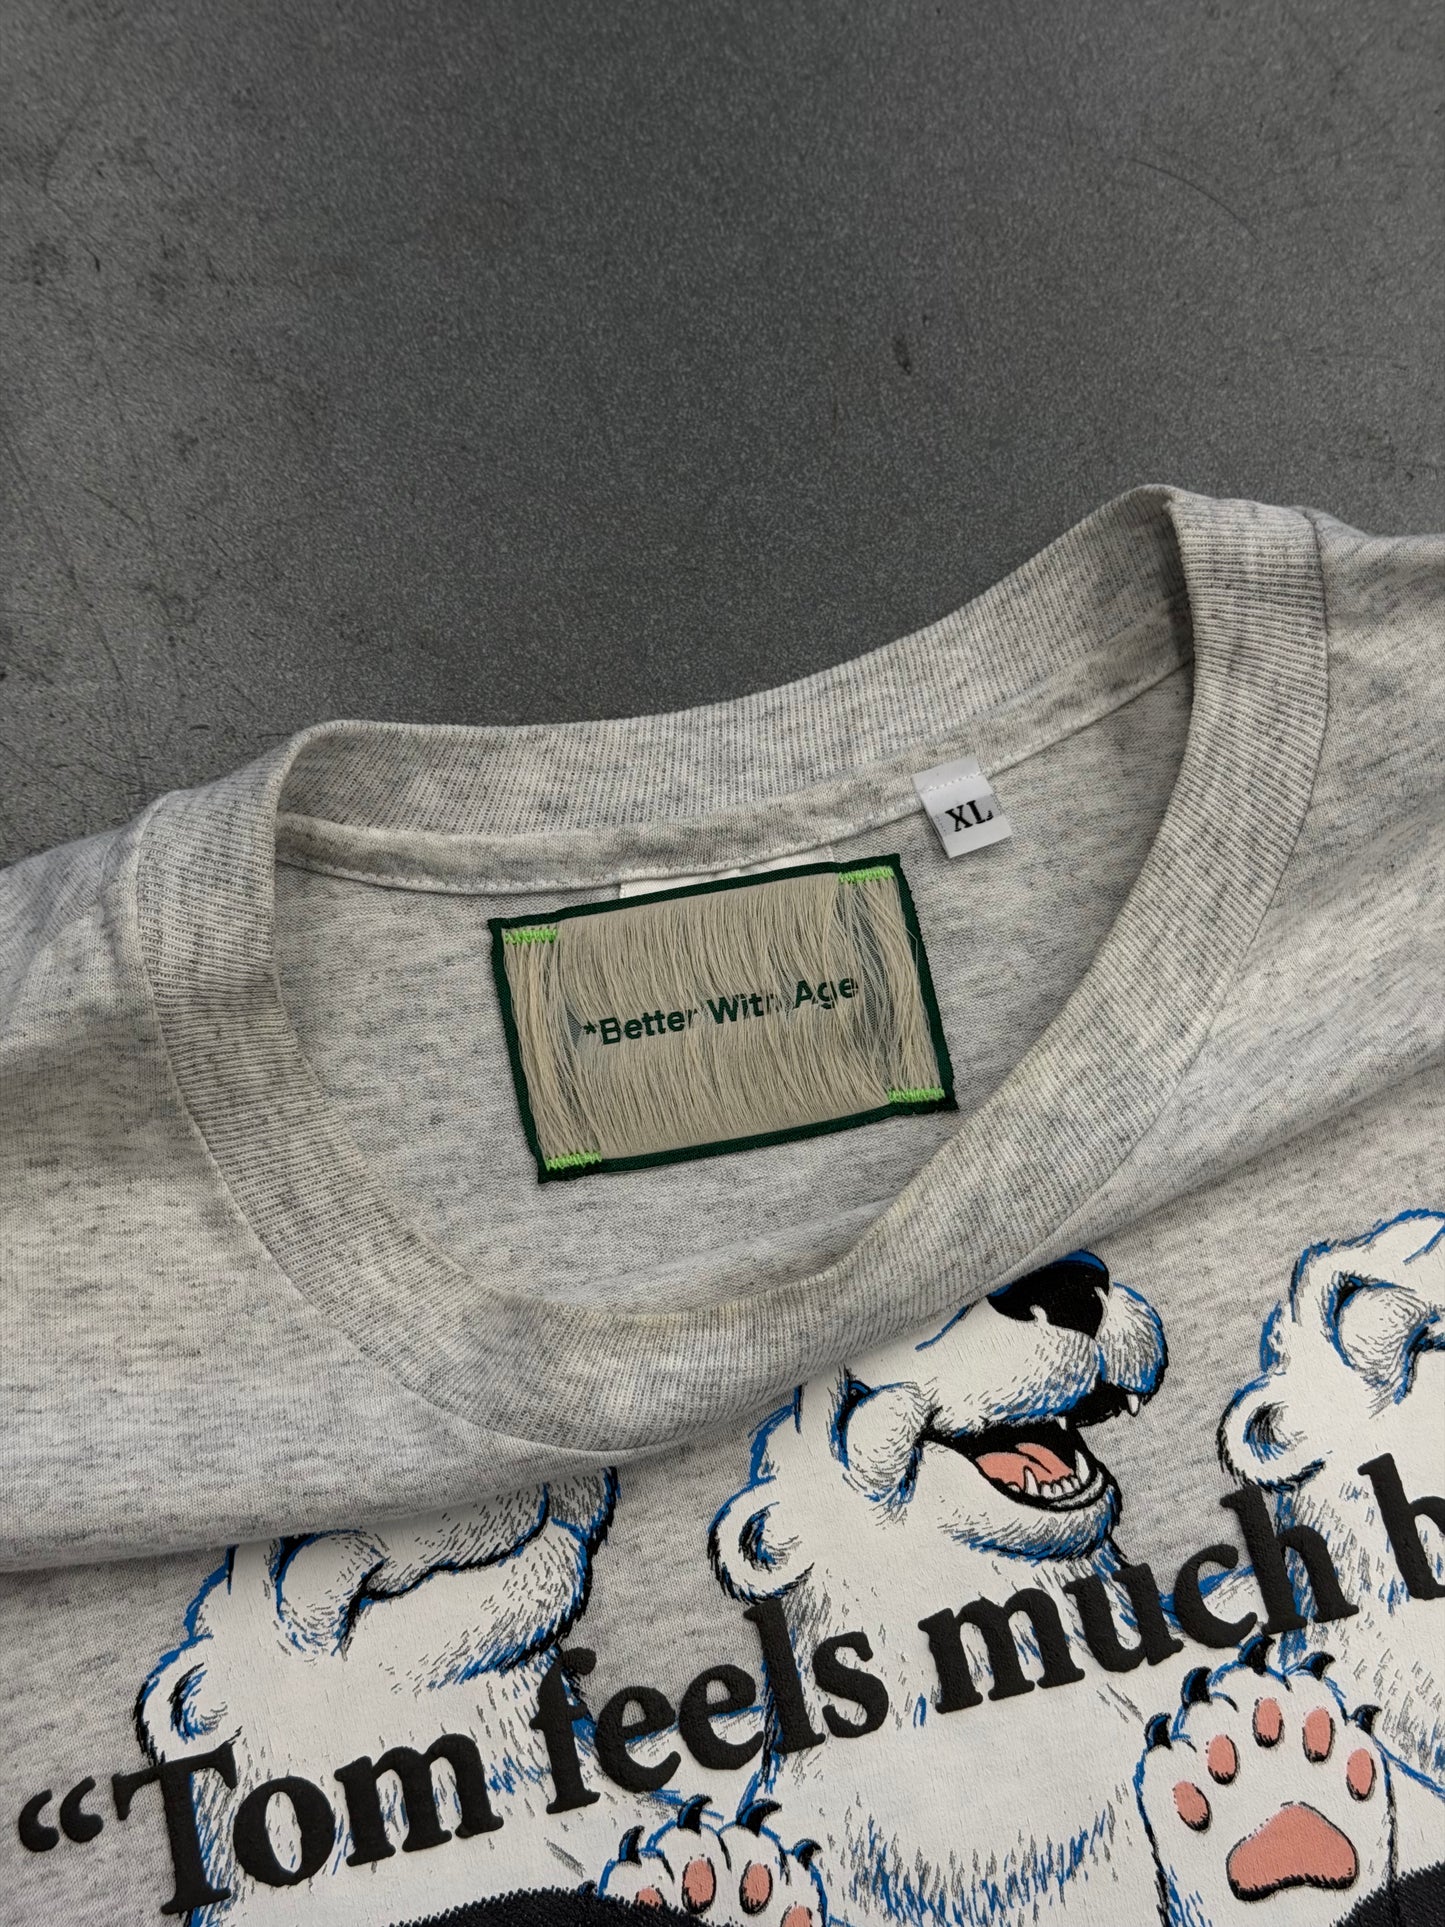 XL
*Better With Age
“Tom feels much